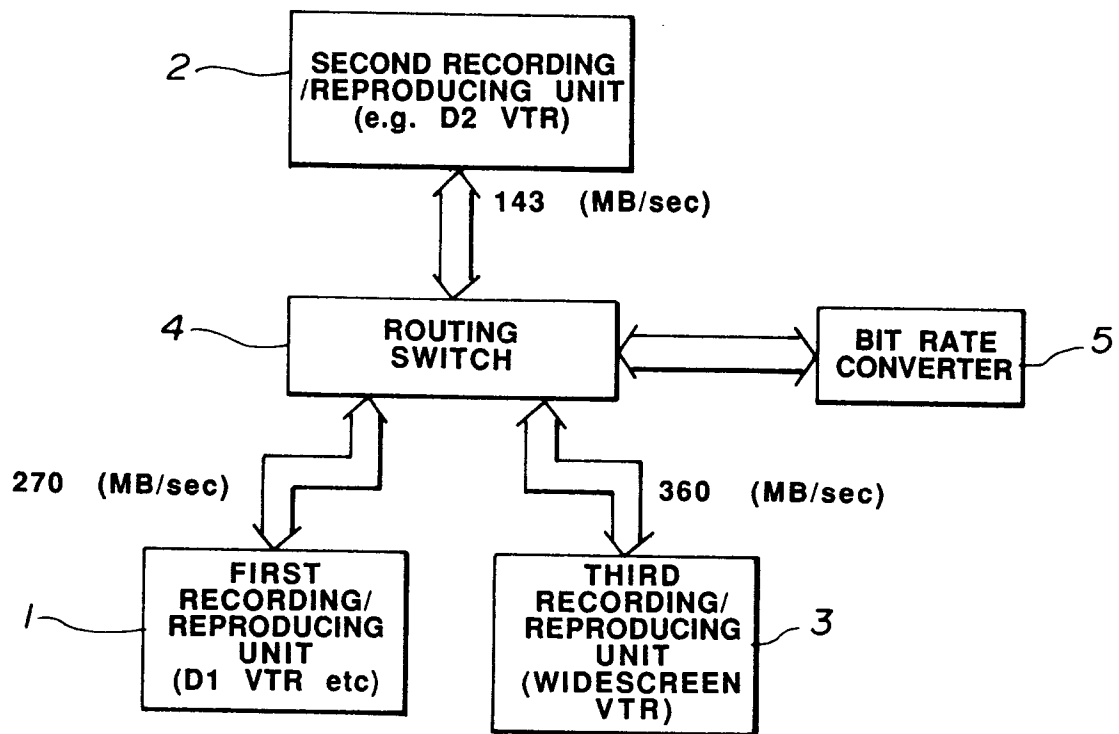 2
SECOND RECORDING
/REPRODUCING UNIT
(e.g. D2 VTR)
143 (MB/sec)
4
ROUTING
SWITCH
BIT RATE
CONVERTER
5
270 (MB/sec)
360 (MB/sec)
1
FIRST
RECORDING/
REPRODUCING
UNIT
(D1 VTR etc)
THIRD
RECORDING/
REPRODUCING
UNIT
(WIDESCREEN
VTR)
3